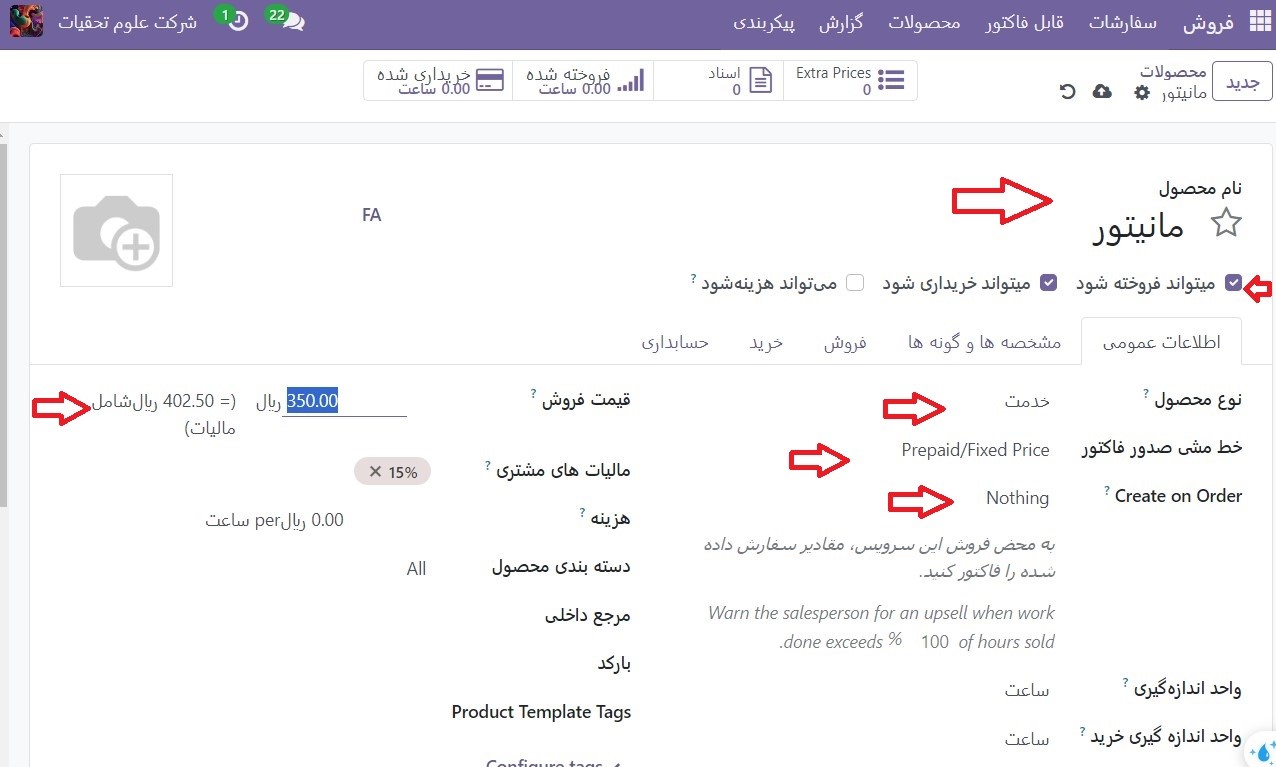 فروش سفارشات قابل فاکتور محصولات گزارش پیکربندی 22 1 شرکت علوم تحقیات
جدید محصولات
مانیتور
Extra Prices 0
اسناد 0
فروخته شده 0.00 ساعت
خریداری شده 0.00 ساعت
نام محصول
مانیتور
FA
میتواند فروخته شود میتواند خریداری شود می‌تواند هزینه‌شود ?
اطلاعات عمومی مشخصه ها و گونه ها فروش خرید حسابداری
نوع محصول ? خدمت
خط مشی صدور فاکتور Prepaid/Fixed Price
Create on Order ? Nothing
به محض فروش این سرویس، مقادیر سفارش داده
شده را فاکتور کنید.
Warn the salesperson for an upsell when work
.done exceeds % 100 of hours sold
واحد اندازه‌گیری ? ساعت
واحد اندازه گیری خرید ? ساعت
قیمت فروش ? 350.00 ریال (= 402.50 ریال‌شامل
مالیات)
مالیات های مشتری ? 15% ✕
هزینه ? 0.00 ریال‌per ساعت
دسته بندی محصول All
مرجع داخلی
بارکد
Product Template Tags
Configure tags